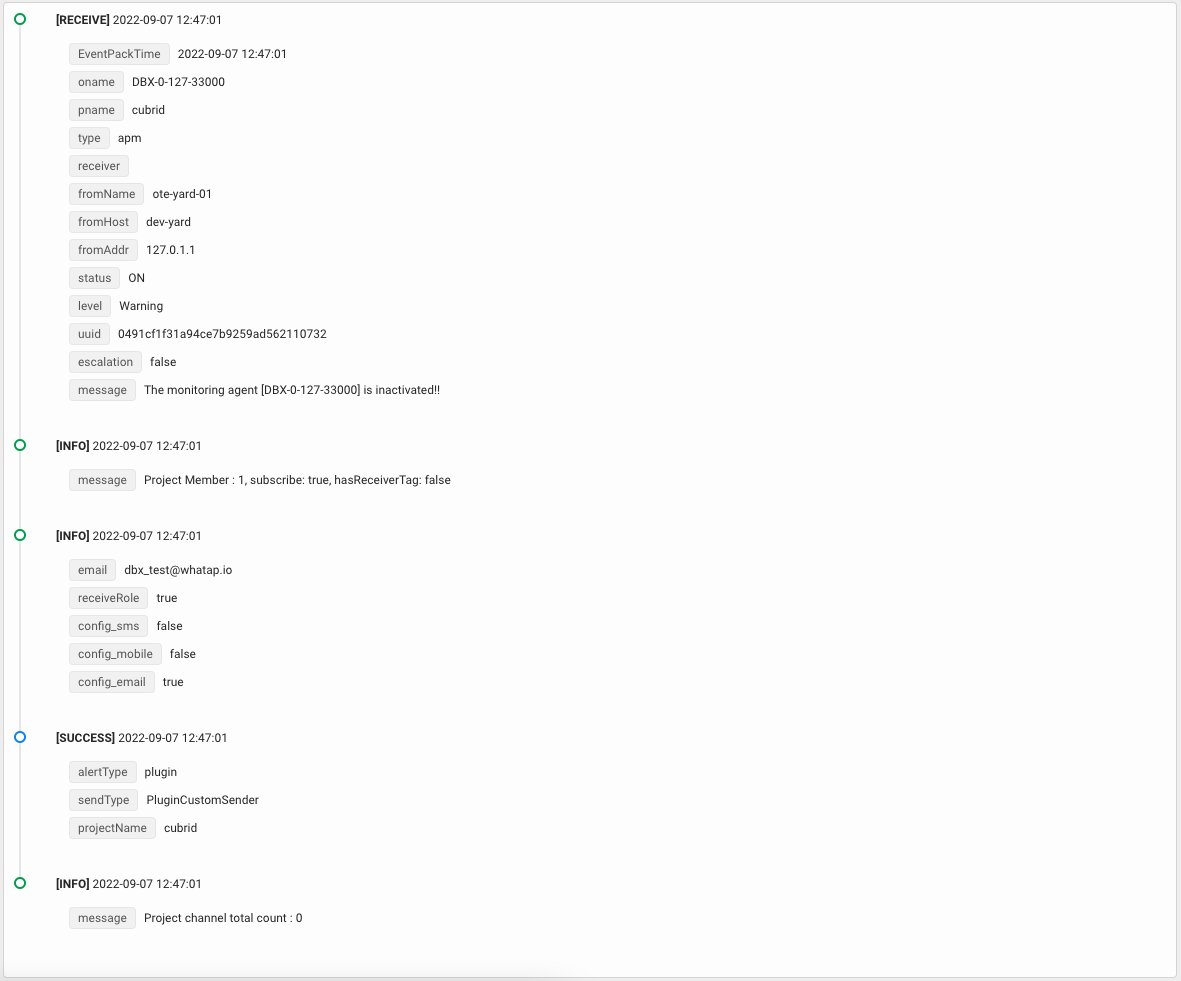 [RECEIVE] 2022-09-07 12:47:01
EventPackTime 2022-09-07 12:47:01
oname DBX-0-127-33000
pname cubrid
type apm
receiver
fromName ote-yard-01
fromHost dev-yard
fromAddr 127.0.1.1
status ON
level Warning
uuid 0491cf1f31a94ce7b9259ad562110732
escalation false
message The monitoring agent [DBX-0-127-33000] is inactivated!!
[INFO] 2022-09-07 12:47:01
message Project Member : 1, subscribe: true, hasReceiverTag: false
[INFO] 2022-09-07 12:47:01
email dbx_test@whatap.io
receiveRole true
config_sms false
config_mobile false
config_email true
[SUCCESS] 2022-09-07 12:47:01
alertType plugin
sendType PluginCustomSender
projectName cubrid
[INFO] 2022-09-07 12:47:01
message Project channel total count : 0